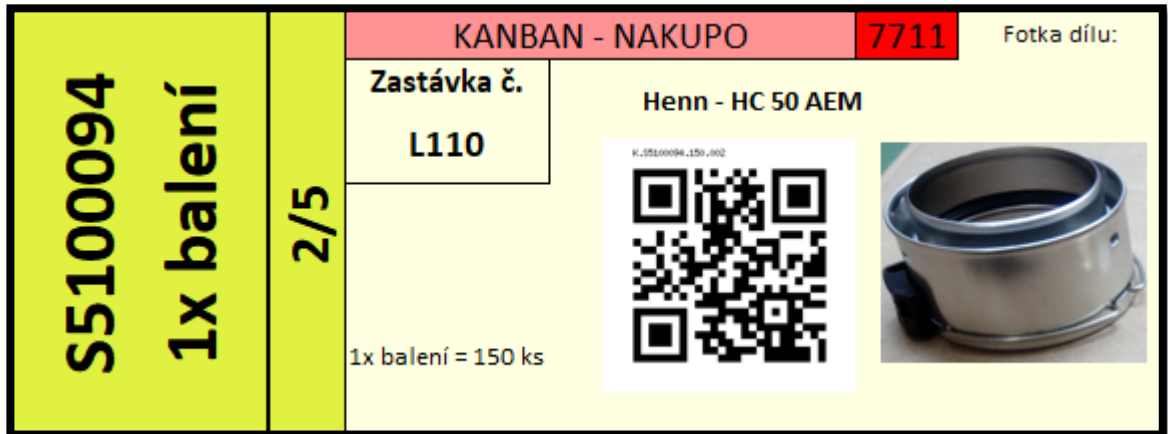 S5100094
1x balení
2/5
KANBAN - NAKUPO
7711
Fotka dílu:
Zastávka č.
L110
Henn - HC 50 AEM
K.S5100094.150.002
1x balení = 150 ks